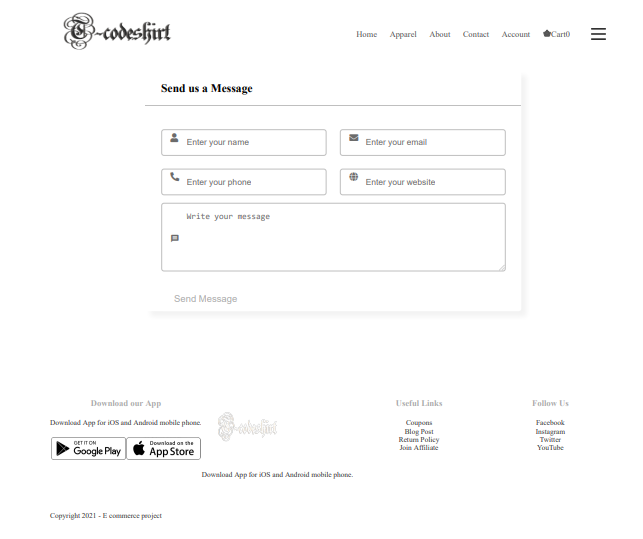 T-codeshirt
Home Apparel About Contact Account Cart0
Send us a Message
Enter your name Enter your email
Enter your phone Enter your website
Write your message
Send Message
Download our App
Download App for iOS and Android mobile phone.
GET IT ON
Google Play
Download on the
App Store
T-codeshirt
Download App for iOS and Android mobile phone.
Useful Links
Coupons
Blog Post
Return Policy
Join Affiliate
Follow Us
Facebook
Instagram
Twitter
YouTube
Copyright 2021 - E commerce project